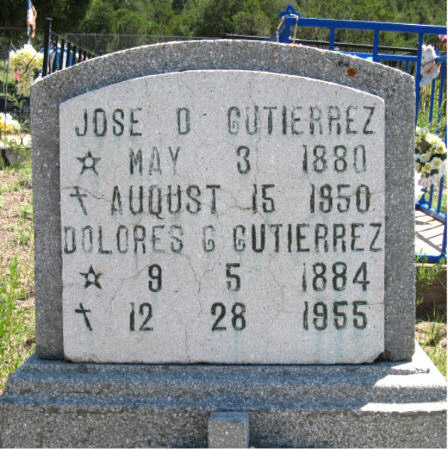 JOSE O GUTIERREZ
☆ MAY 3 1880
✝ AUGUST 15 1950
DOLORES G GUTIERREZ
☆ 9 5 1884
✝ 12 28 1955